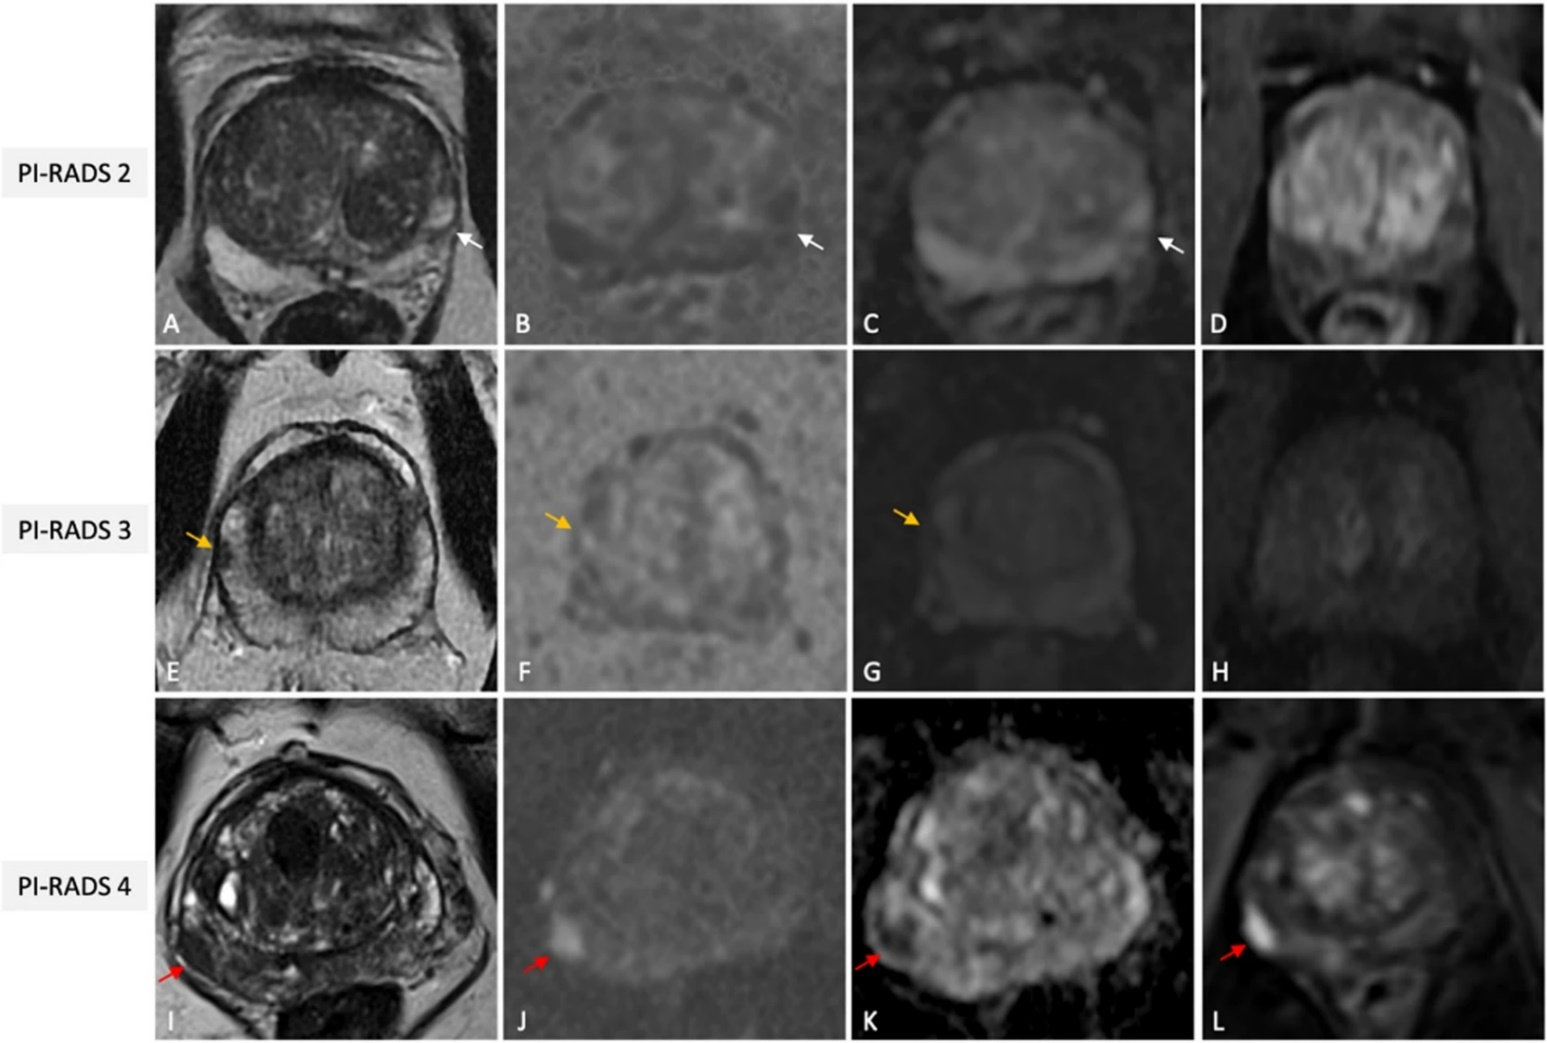 PI-RADS 2
A B C D
PI-RADS 3
E F G H
PI-RADS 4
I J K L